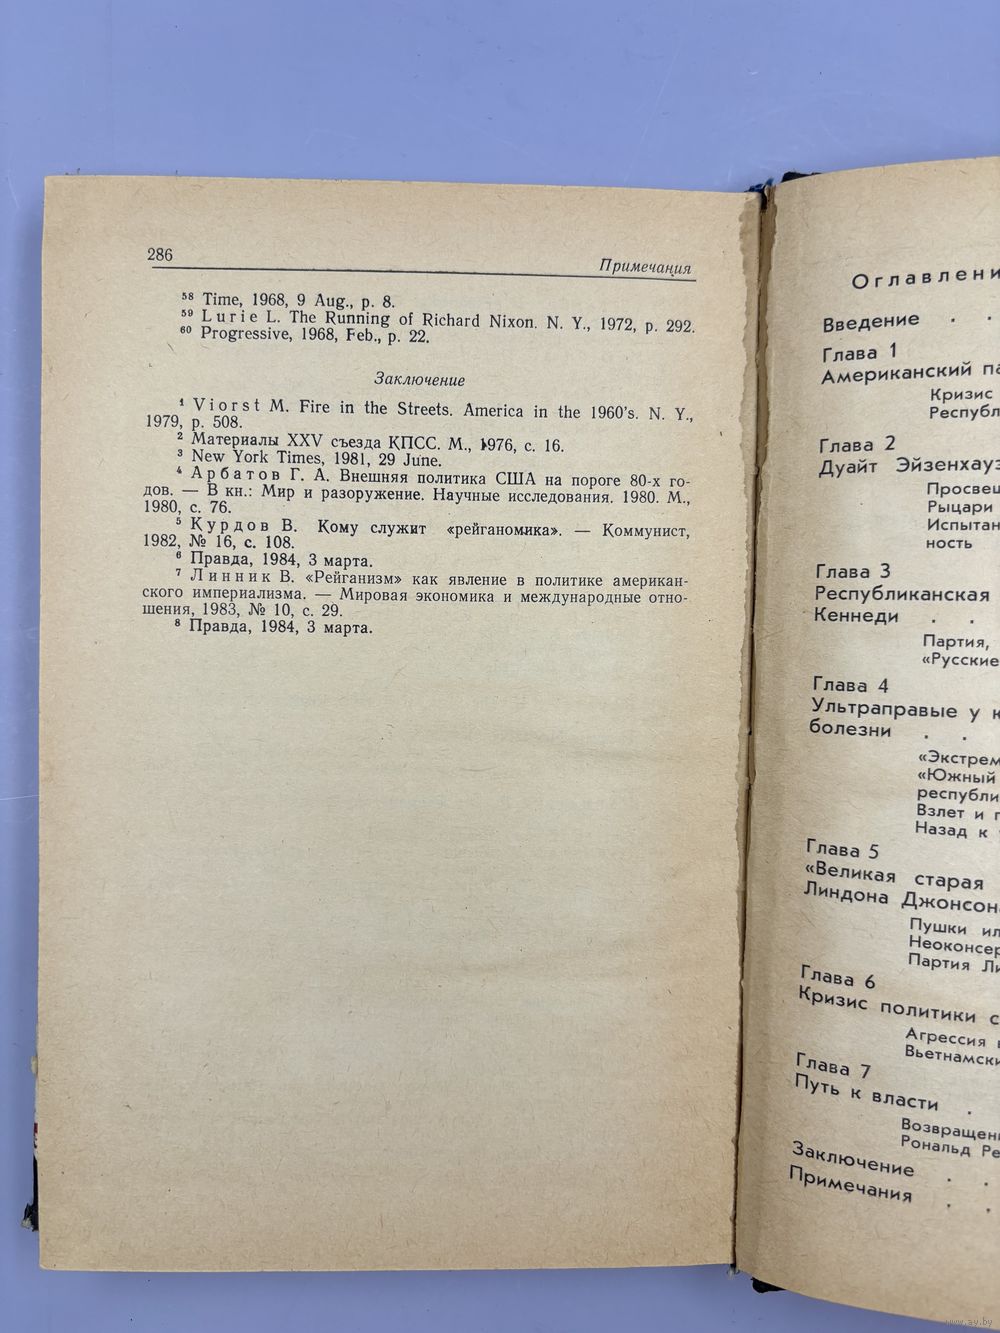 286
Примечания
⁵⁸ Time, 1968, 9 Aug., p. 8.
⁵⁹ Lurie L. The Running of Richard Nixon. N. Y., 1972, p. 292.
⁶⁰ Progressive, 1968, Feb., p. 22.
Заключение
¹ Viorst M. Fire in the Streets. America in the 1960's. N. Y.,
1979, p. 508.
² Материалы XXV съезда КПСС. М., 1976, с. 16.
³ New York Times, 1981, 29 June.
⁴ Арбатов Г. А. Внешняя политика США на пороге 80-х го-
дов. — В кн.: Мир и разоружение. Научные исследования. 1980. М.,
1980, с. 76.
⁵ Курдов В. Кому служит «рейганомика». — Коммунист,
1982, № 16, с. 108.
⁶ Правда, 1984, 3 марта.
⁷ Линник В. «Рейганизм» как явление в политике американ-
ского империализма. — Мировая экономика и международные отно-
шения, 1983, № 10, с. 29.
⁸ Правда, 1984, 3 марта.
Оглавлени
Введение . .
Глава 1
Американский па
Кризис
Республ
Глава 2
Дуайт Эйзенхауэ
Просвещ
Рыцари
Испытан
ность
Глава 3
Республиканская
Кеннеди . .
Партия,
«Русские
Глава 4
Ультраправые у к
болезни . .
«Экстрем
«Южный
республи
Взлет и п
Назад к
Глава 5
«Великая старая
Линдона Джонсон
Пушки ил
Неоконсер
Партия Ли
Глава 6
Кризис политики с
Агрессия
Вьетнамски
Глава 7
Путь к власти .
Возвращени
Рональд Ре
Заключение . .
Примечания . .
www.ay.by